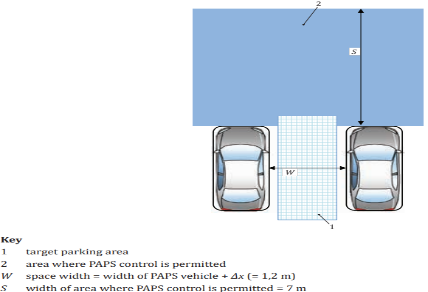 2
S
W
1
Key
1 target parking area
2 area where PAPS control is permitted
W space width = width of PAPS vehicle + Δx (= 1,2 m)
S width of area where PAPS control is permitted = 7 m